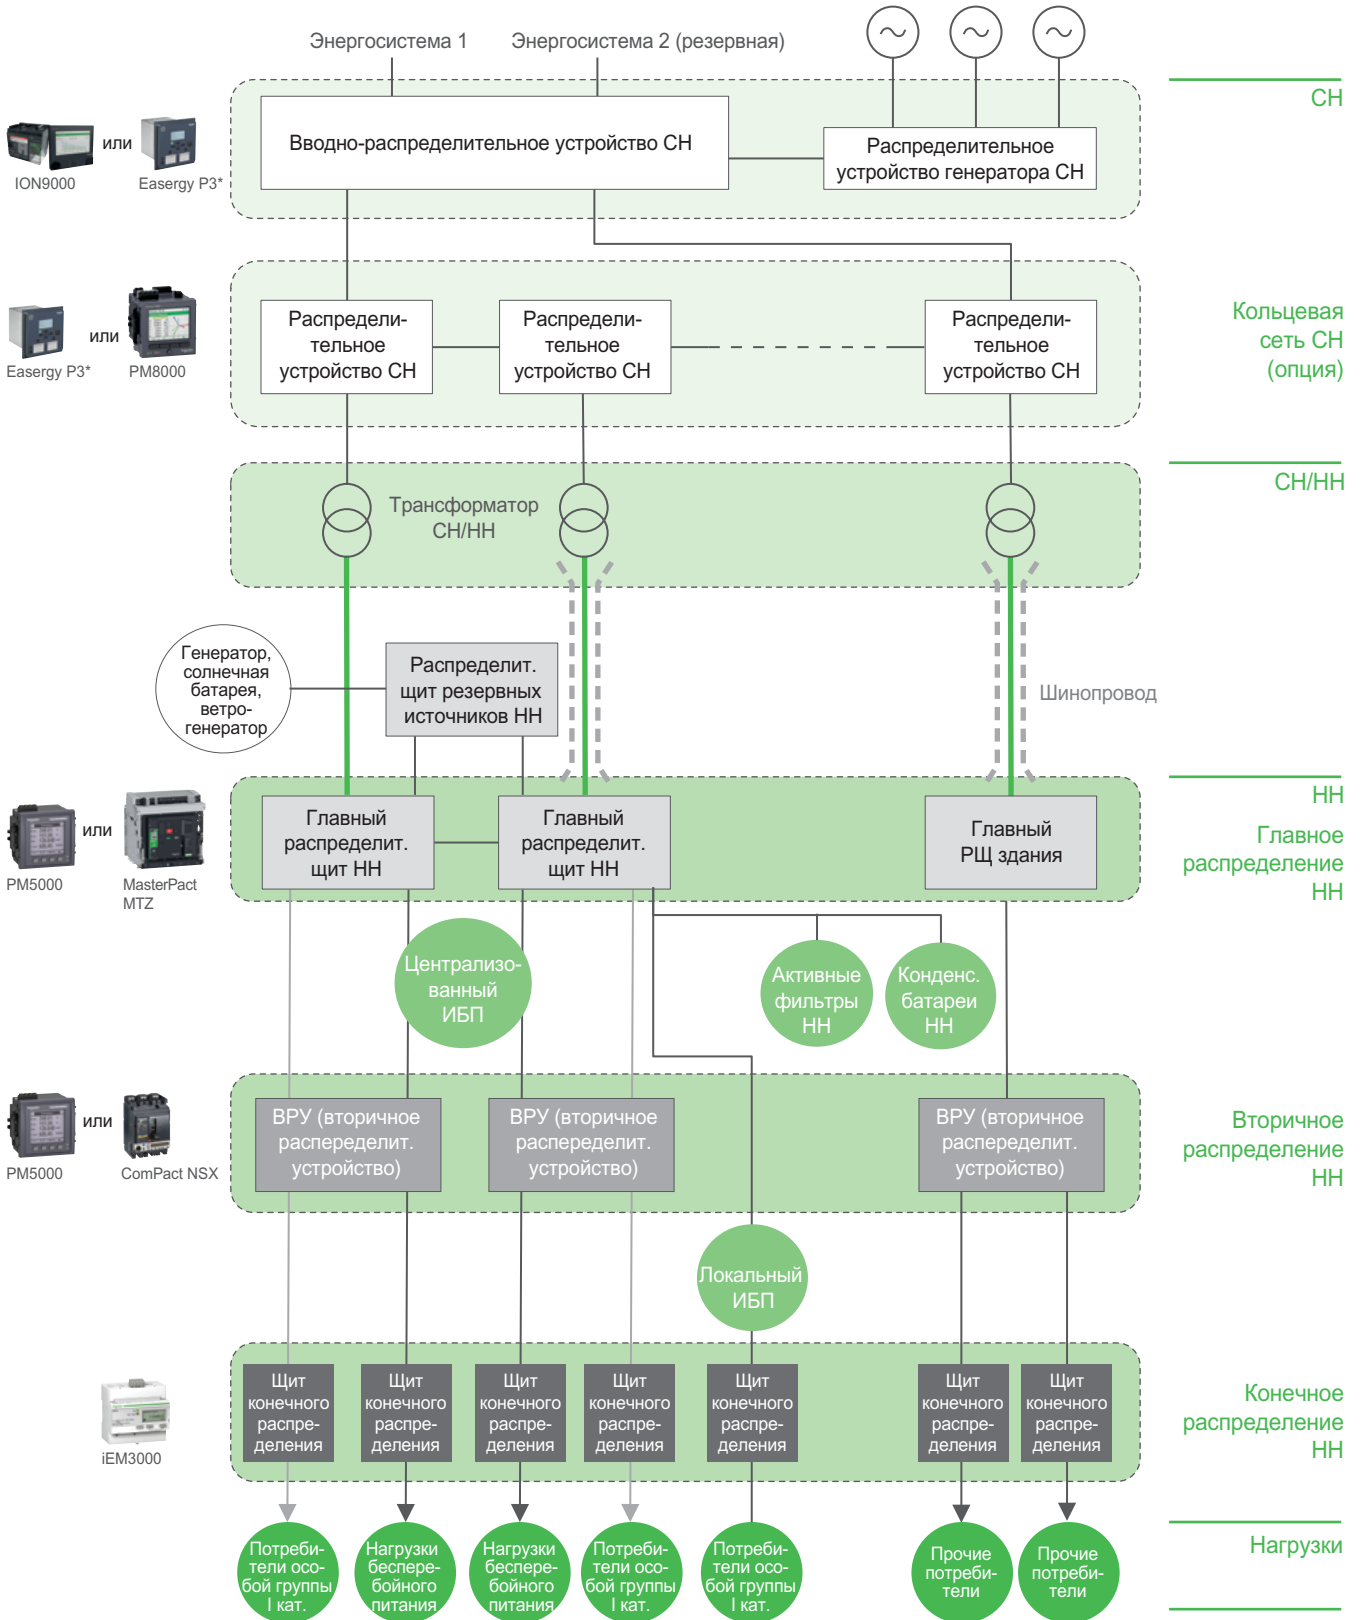 Энергосистема 1
Энергосистема 2 (резервная)
СН
Вводно-распределительное устройство СН
Распределительное
устройство генератора СН
или
ION9000
Easergy P3*
Кольцевая
сеть СН
(опция)
Распредели-
тельное
устройство СН
Распредели-
тельное
устройство СН
Распредели-
тельное
устройство СН
или
Easergy P3*
PM8000
СН/НН
Трансформатор
СН/НН
Генератор,
солнечная
батарея,
ветро-
генератор
Распределит.
щит резервных
источников НН
Шинопровод
НН
Главное
распределение
НН
Главный
распределит.
щит НН
Главный
распределит.
щит НН
Главный
РЩ здания
или
PM5000
MasterPact
MTZ
Централизо-
ванный
ИБП
Активные
фильтры
НН
Конденс.
батареи
НН
ВРУ (вторичное
распеределит.
устройство)
ВРУ (вторичное
распеределит.
устройство)
ВРУ (вторичное
распеределит.
устройство)
Вторичное
распределение
НН
или
PM5000
ComPact NSX
Локальный
ИБП
Щит
конечного
распре-
деления
Щит
конечного
распре-
деления
Щит
конечного
распре-
деления
Щит
конечного
распре-
деления
Щит
конечного
распре-
деления
Щит
конечного
распре-
деления
Щит
конечного
распре-
деления
Конечное
распределение
НН
iEM3000
Потреби-
тели осо-
бой группы
I кат.
Нагрузки
бесперe-
бойного
питания
Нагрузки
бесперe-
бойного
питания
Потреби-
тели осо-
бой группы
I кат.
Потреби-
тели осо-
бой группы
I кат.
Прочие
потреби-
тели
Прочие
потреби-
тели
Нагрузки